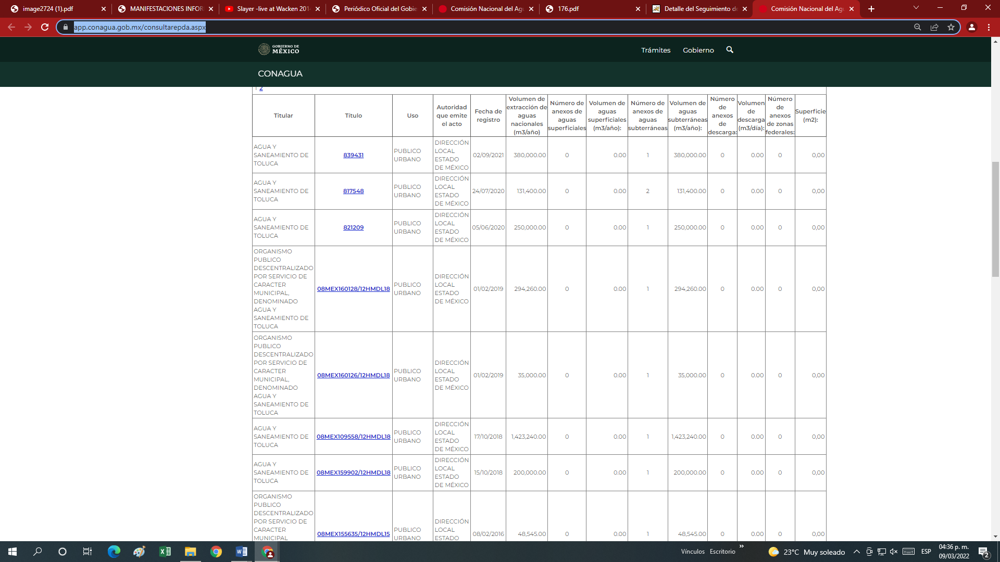 image2724 (1).pdf
MANIFESTACIONES INFOR
Slayer -live at Wacken 201
Periódico Oficial del Gobie
Comisión Nacional del Ag
176.pdf
Detalle del Seguimiento d
Comisión Nacional del Ag
app.conagua.gob.mx/consultarepda.aspx
GOBIERNO DE
MÉXICO
Trámites
Gobierno
CONAGUA
1 2
Titular
Título
Uso
Autoridad
que emite
el acto
Fecha de
registro
Volumen de
extracción de
aguas
nacionales
(m3/año)
Número de
anexos de
aguas
superficiales
Volumen de
aguas
superficiales
(m3/año):
Número de
anexos de
aguas
subterráneas
Volumen de
aguas
subterráneas
(m3/año):
Número
de
anexos
de
descarga:
Volumen
de
descarga
(m3/día):
Número
de
anexos
de zonas
federales:
Superficie
(m2):
AGUA Y
SANEAMIENTO DE
TOLUCA
839431
PUBLICO
URBANO
DIRECCIÓN
LOCAL
ESTADO
DE MÉXICO
02/09/2021
380,000.00
0
0.00
1
380,000.00
0
0.00
0
0,00
AGUA Y
SANEAMIENTO DE
TOLUCA
817548
PUBLICO
URBANO
DIRECCIÓN
LOCAL
ESTADO
DE MÉXICO
24/07/2020
131,400.00
0
0.00
2
131,400.00
0
0.00
0
0,00
AGUA Y
SANEAMIENTO DE
TOLUCA
821209
PUBLICO
URBANO
DIRECCIÓN
LOCAL
ESTADO
DE MÉXICO
05/06/2020
250,000.00
0
0.00
1
250,000.00
0
0.00
0
0,00
ORGANISMO
PUBLICO
DESCENTRALIZADO
POR SERVICIO DE
CARACTER
MUNICIPAL,
DENOMINADO
AGUA Y
SANEAMIENTO DE
TOLUCA
08MEX160128/12HMDL18
PUBLICO
URBANO
DIRECCIÓN
LOCAL
ESTADO
DE MÉXICO
01/02/2019
294,260.00
0
0.00
1
294,260.00
0
0.00
0
0,00
ORGANISMO
PUBLICO
DESCENTRALIZADO
POR SERVICIO DE
CARACTER
MUNICIPAL,
DENOMINADO
AGUA Y
SANEAMIENTO DE
TOLUCA
08MEX160126/12HMDL18
PUBLICO
URBANO
DIRECCIÓN
LOCAL
ESTADO
DE MÉXICO
01/02/2019
35,000.00
0
0.00
1
35,000.00
0
0.00
0
0,00
AGUA Y
SANEAMIENTO DE
TOLUCA
08MEX109558/12HMDL18
PUBLICO
URBANO
DIRECCIÓN
LOCAL
ESTADO
DE MÉXICO
17/10/2018
1,423,240.00
0
0.00
1
1,423,240.00
0
0.00
0
0,00
AGUA Y
SANEAMIENTO DE
TOLUCA
08MEX159902/12HMDL18
PUBLICO
URBANO
DIRECCIÓN
LOCAL
ESTADO
DE MÉXICO
15/10/2018
200,000.00
0
0.00
1
200,000.00
0
0.00
0
0,00
ORGANISMO
PUBLICO
DESCENTRALIZADO
POR SERVICIO DE
CARACTER
MUNICIPAL
08MEX155635/12HMDL15
PUBLICO
URBANO
DIRECCIÓN
LOCAL
ESTADO
08/02/2016
48,545.00
0
0.00
1
48,545.00
0
0.00
0
0,00
Vínculos
Escritorio
23°C Muy soleado
ESP
04:36 p. m.
09/03/2022
2